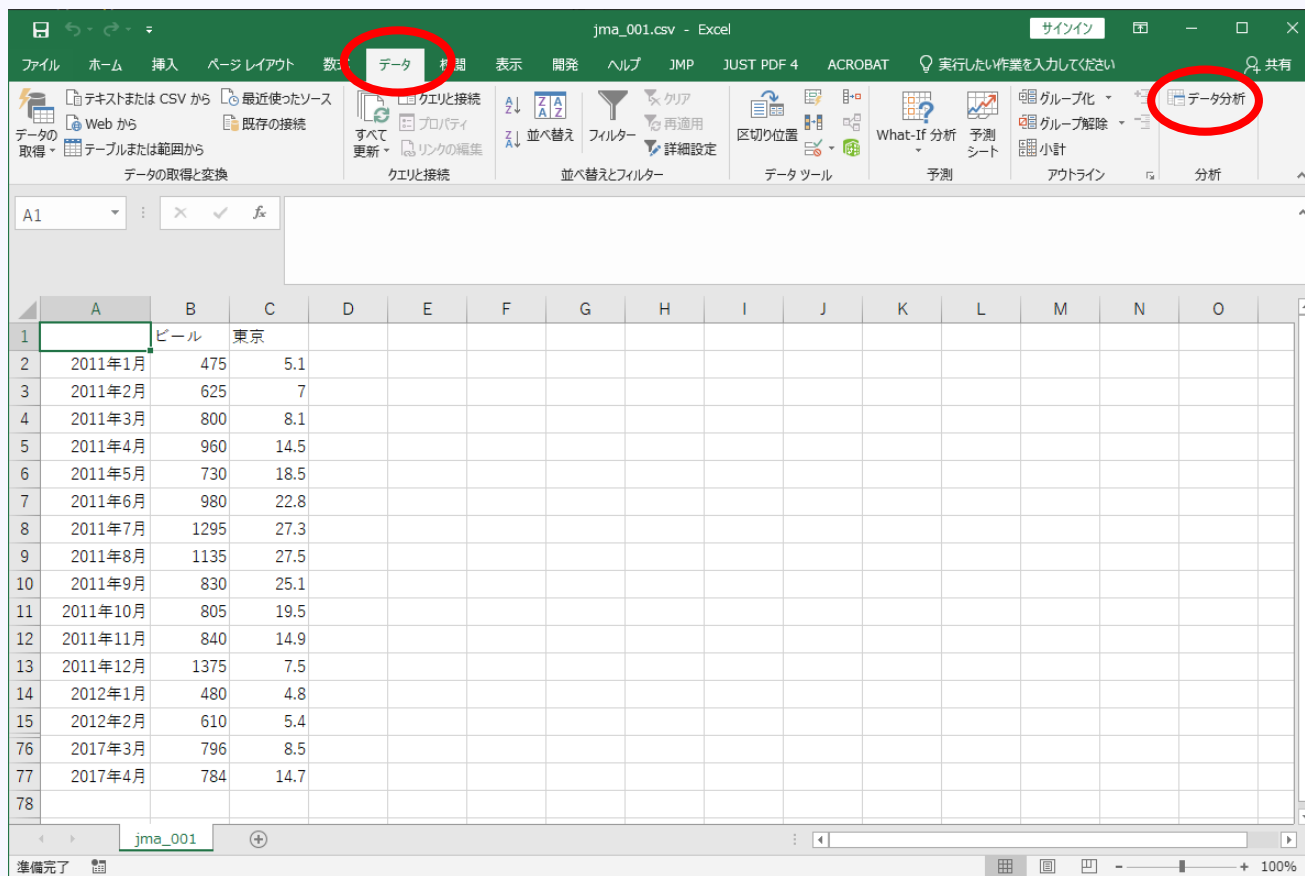 jma_001.csv - Excel サインイン
ファイル ホーム 挿入 ページ レイアウト 数式 データ 校閲 表示 開発 ヘルプ JMP JUST PDF 4 ACROBAT 実行したい作業を入力してください 共有
テキストまたは CSV から 最近使ったソース クエリと接続 クリア グループ化 データ分析
Web から 既存の接続 プロパティ 再適用 グループ解除
テーブルまたは範囲から リンクの編集 詳細設定 小計
データの取得 すべて更新 並べ替え フィルター 区切り位置 What-If 分析 予測シート
データの取得と変換 クエリと接続 並べ替えとフィルター データ ツール 予測 アウトライン 分析
A1 fx
A B C D E F G H I J K L M N O
1 ビール 東京
2 2011年1月 475 5.1
3 2011年2月 625 7
4 2011年3月 800 8.1
5 2011年4月 960 14.5
6 2011年5月 730 18.5
7 2011年6月 980 22.8
8 2011年7月 1295 27.3
9 2011年8月 1135 27.5
10 2011年9月 830 25.1
11 2011年10月 805 19.5
12 2011年11月 840 14.9
13 2011年12月 1375 7.5
14 2012年1月 480 4.8
15 2012年2月 610 5.4
76 2017年3月 796 8.5
77 2017年4月 784 14.7
78
jma_001
準備完了 100%